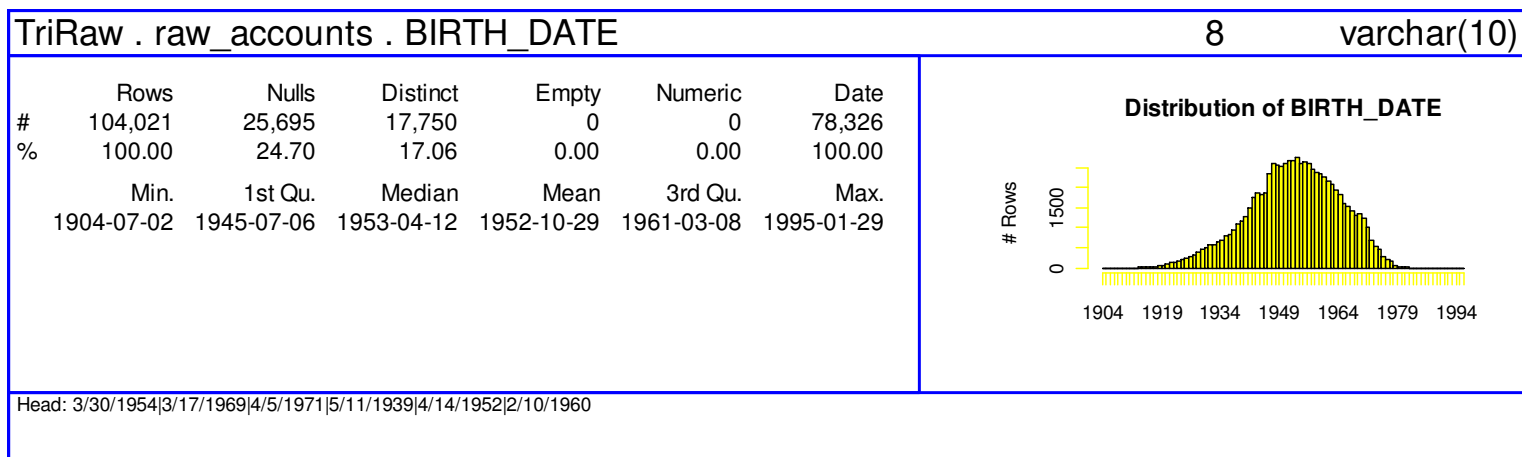 TriRaw . raw_accounts . BIRTH_DATE 8 varchar(10)
Rows Nulls Distinct Empty Numeric Date
# 104,021 25,695 17,750 0 0 78,326
% 100.00 24.70 17.06 0.00 0.00 100.00
Min. 1st Qu. Median Mean 3rd Qu. Max.
1904-07-02 1945-07-06 1953-04-12 1952-10-29 1961-03-08 1995-01-29
Distribution of BIRTH_DATE
# Rows
1500
0
1904 1919 1934 1949 1964 1979 1994
Head: 3/30/1954|3/17/1969|4/5/1971|5/11/1939|4/14/1952|2/10/1960